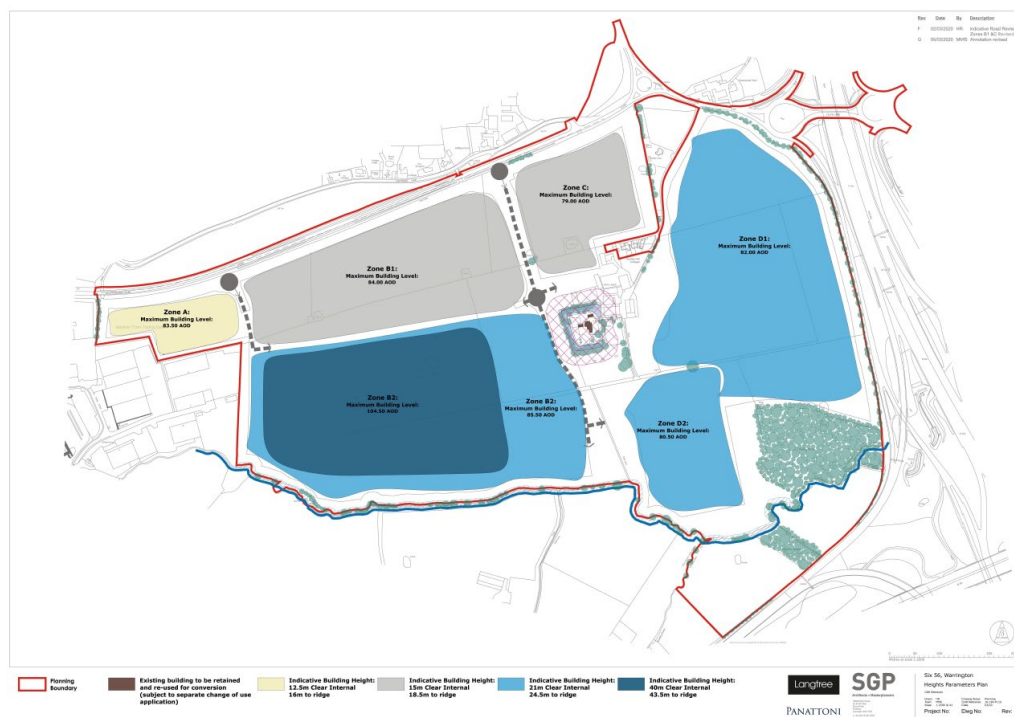 Rev Date By Description
Zone C:
Maximum Building Level:
79.00 AOD
Zone D1:
Maximum Building Level:
82.00 AOD
Zone B1:
Maximum Building Level:
84.00 AOD
Zone A:
Maximum Building Level:
83.50 AOD
Zone B2:
Maximum Building Level:
104.50 AOD
Zone B2:
Maximum Building Level:
85.50 AOD
Zone D2:
Maximum Building Level:
80.50 AOD
Planning
Boundary
Existing building to be retained
and re-used for conversion
(subject to separate change of use
application)
Indicative Building Height:
12.5m Clear Internal
16m to ridge
Indicative Building Height:
15m Clear Internal
18.5m to ridge
Indicative Building Height:
21m Clear Internal
24.5m to ridge
Indicative Building Height:
40m Clear Internal
43.5m to ridge
Langtree
PANATTONI
SGP
Six 56, Warrington
Heights Parameters Plan
Project No: Dwg No: Rev: